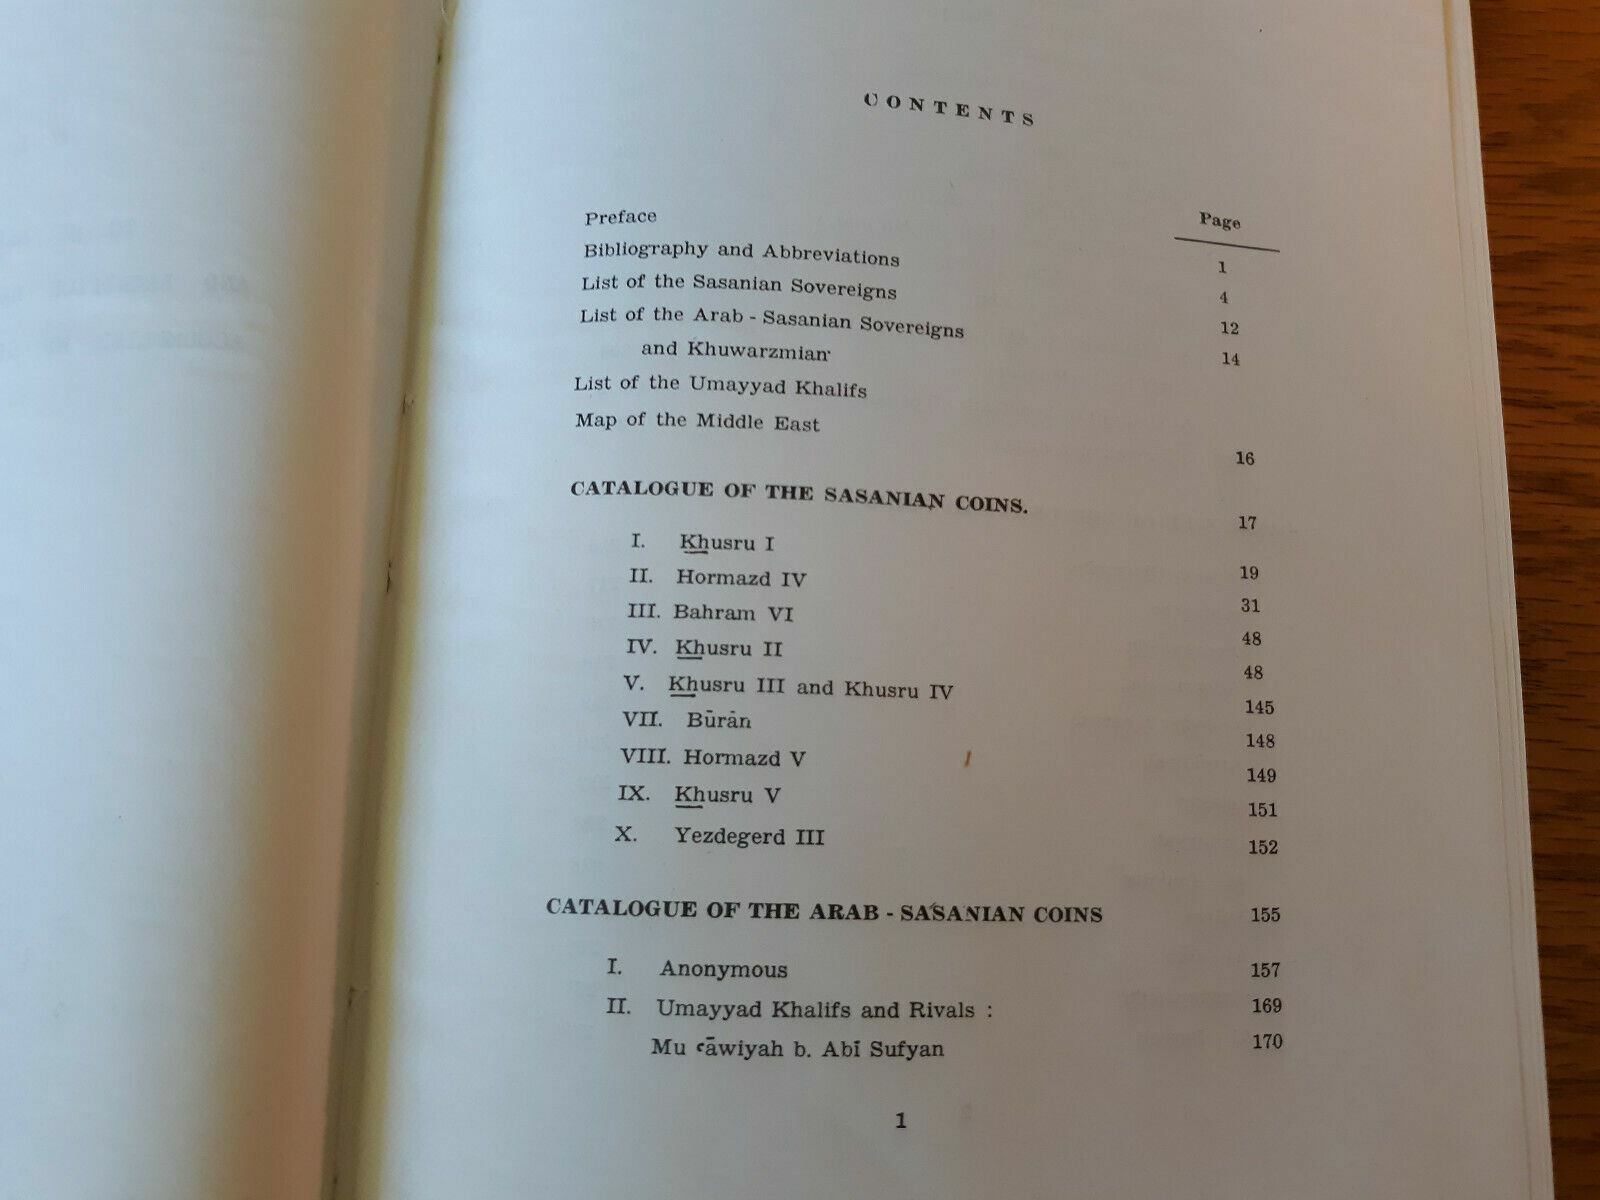 CONTENTS
Page
Preface 1
Bibliography and Abbreviations 4
List of the Sasanian Sovereigns 12
List of the Arab - Sasanian Sovereigns 14
and Khuwarzmian
List of the Umayyad Khalifs
Map of the Middle East 16
CATALOGUE OF THE SASANIAN COINS. 17
I. Khusru I 19
II. Hormazd IV 31
III. Bahram VI 48
IV. Khusru II 48
V. Khusru III and Khusru IV 145
VII. Būrān 148
VIII. Hormazd V 149
IX. Khusru V 151
X. Yezdegerd III 152
CATALOGUE OF THE ARAB - SASANIAN COINS 155
I. Anonymous 157
II. Umayyad Khalifs and Rivals : 169
Mu ʿāwiyah b. Abī Sufyan 170
1